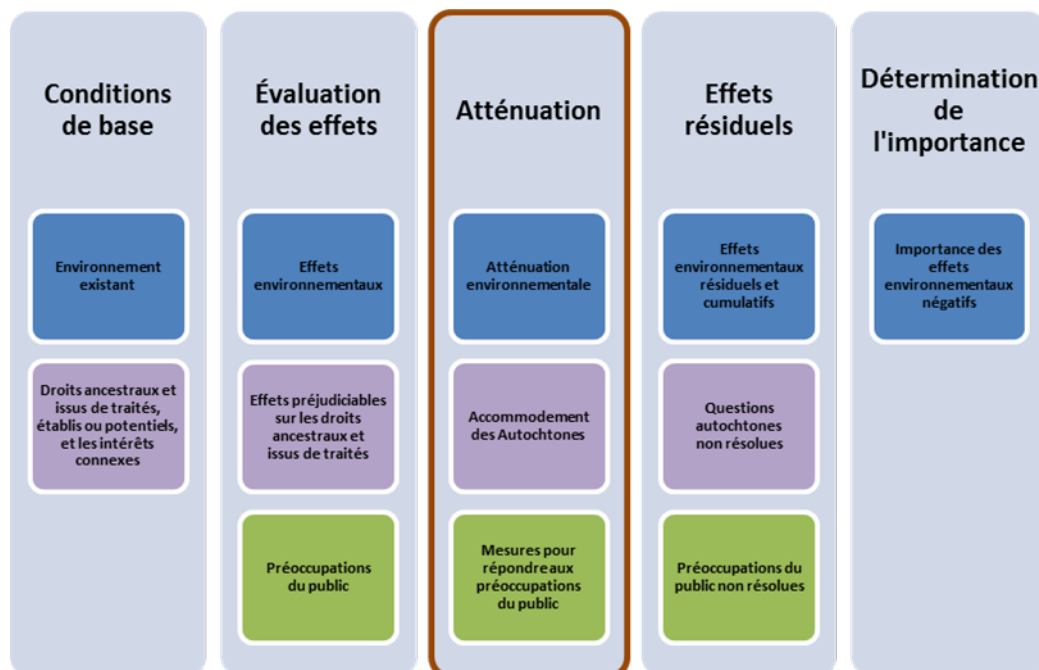 Conditions
de base
Environnement
existant
Droits ancestraux et
issus de traités,
établis ou potentiels,
et les intérêts
connexes
Évaluation
des effets
Effets
environnementaux
Effets préjudiciables
sur les droits
ancestraux et
issus de traités
Préoccupations
du public
Atténuation
Atténuation
environnementale
Accommodement
des Autochtones
Mesures pour
répondre aux
préoccupations
du public
Effets
résiduels
Effets
environnementaux
résiduels et
cumulatifs
Questions
autochtones
non résolues
Préoccupations du
public non résolues
Détermination
de
l'importance
Importance des
effets
environnementaux
négatifs